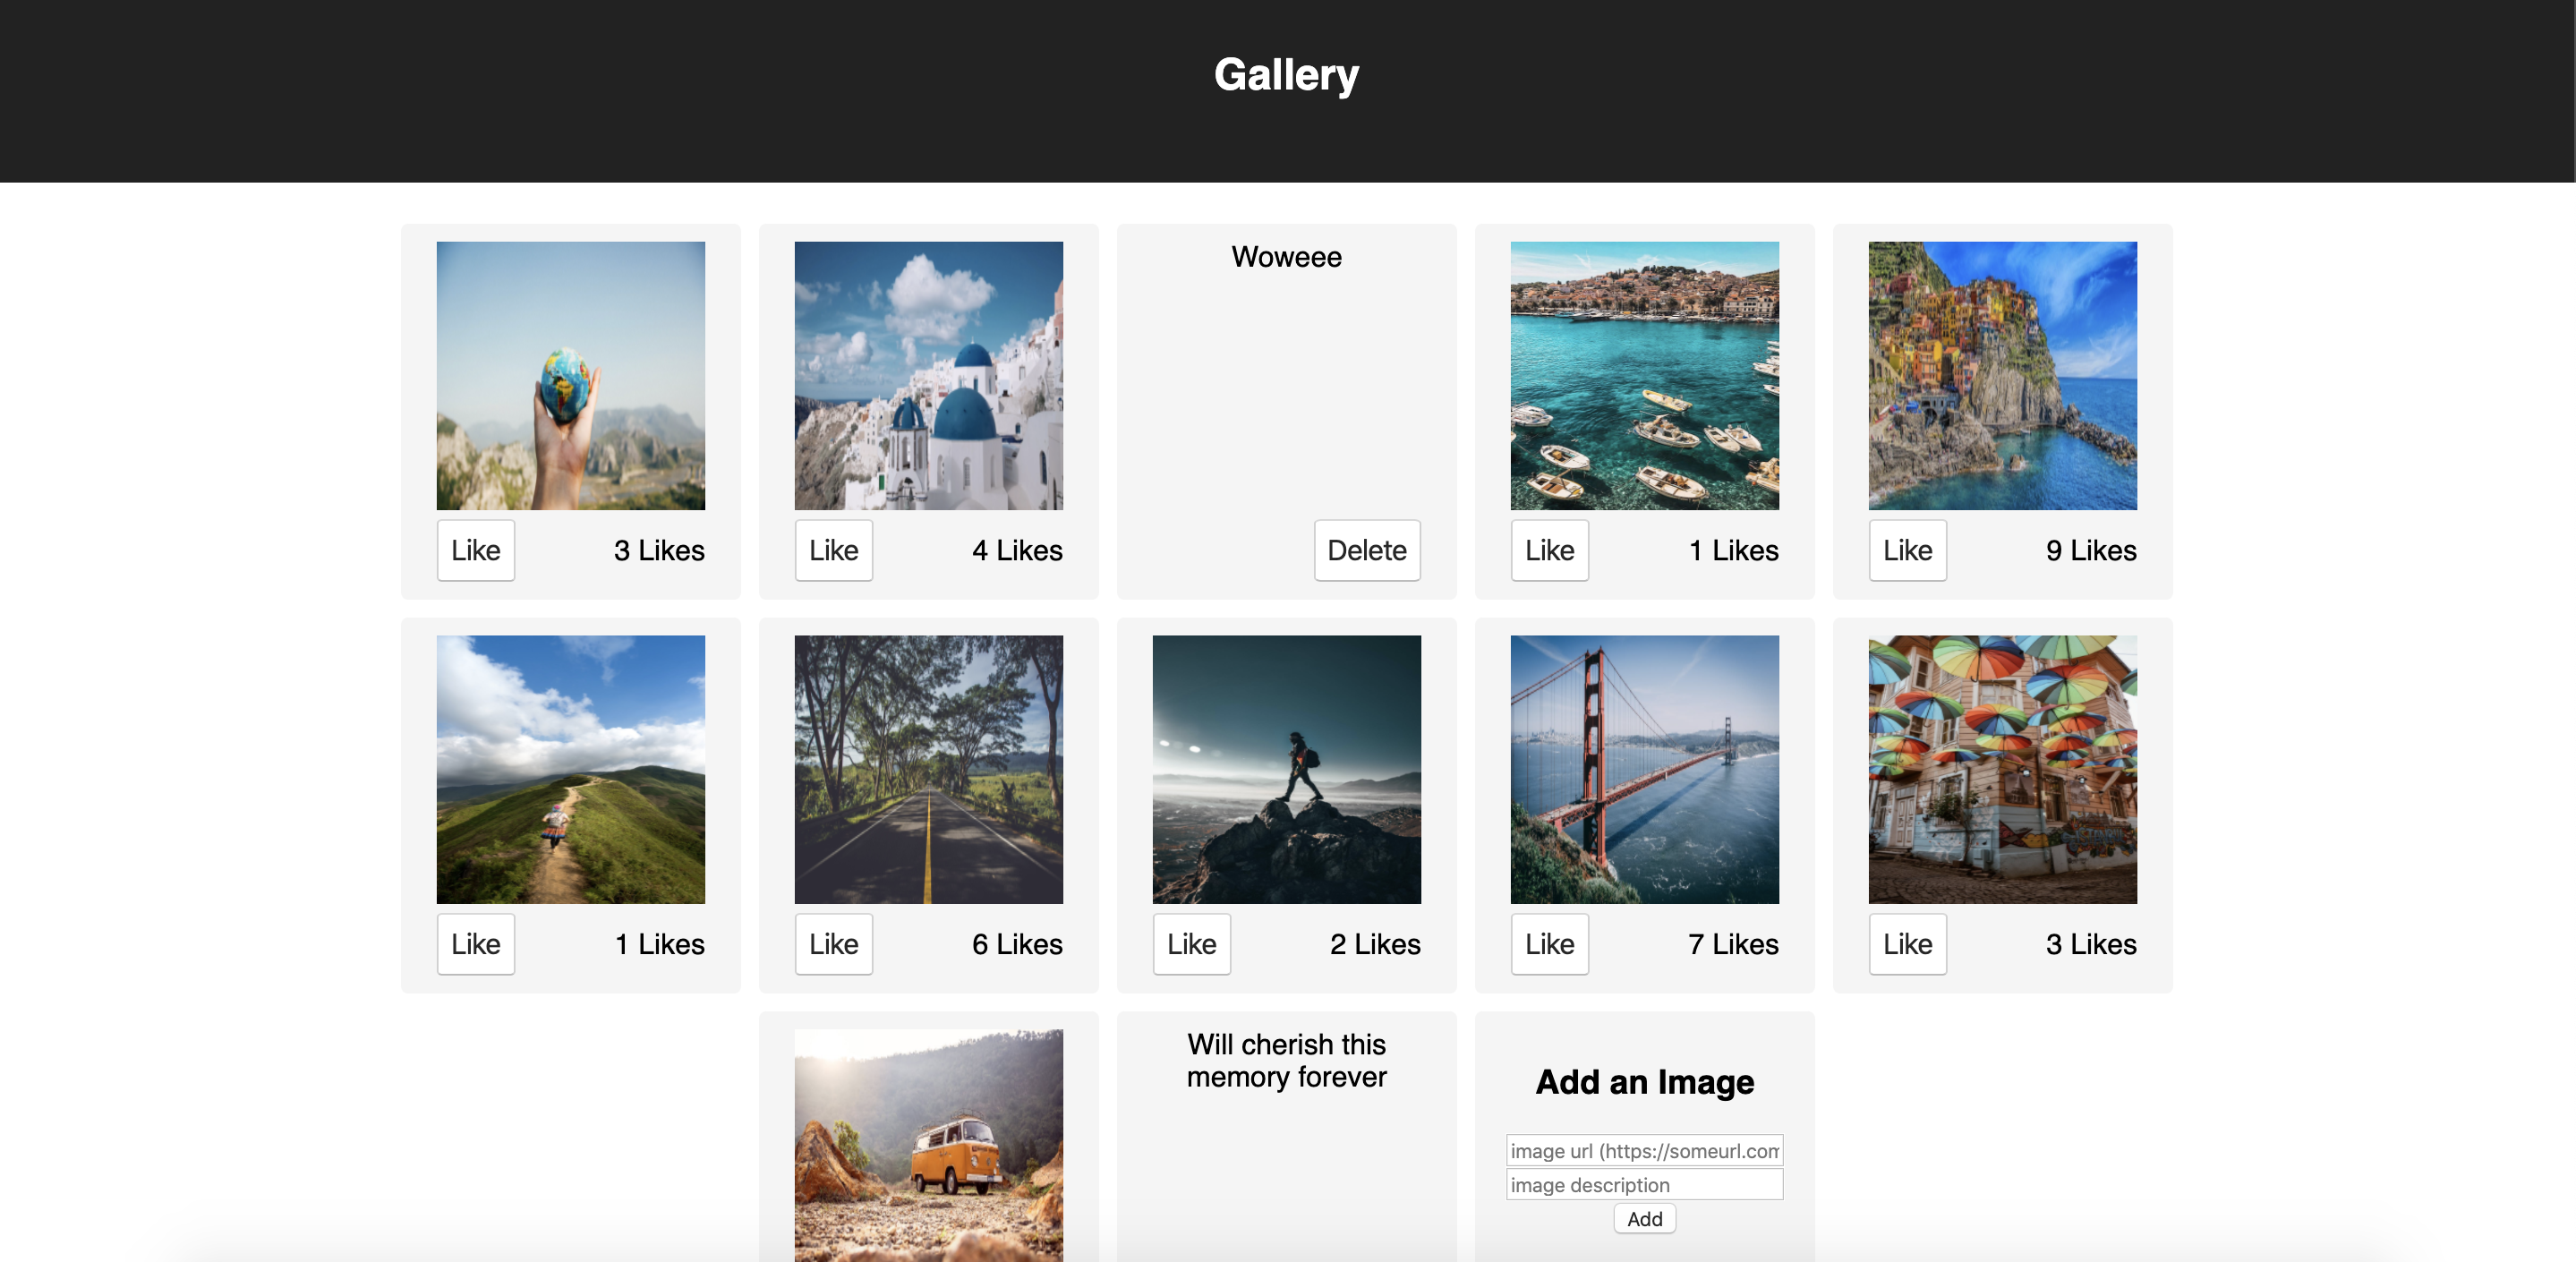 Gallery
Woweee
Like
3 Likes
Like
4 Likes
Delete
Like
1 Likes
Like
9 Likes
Like
1 Likes
Like
6 Likes
Like
2 Likes
Like
7 Likes
Like
3 Likes
Will cherish this
memory forever
Add an Image
image url (https://someurl.com
image description
Add